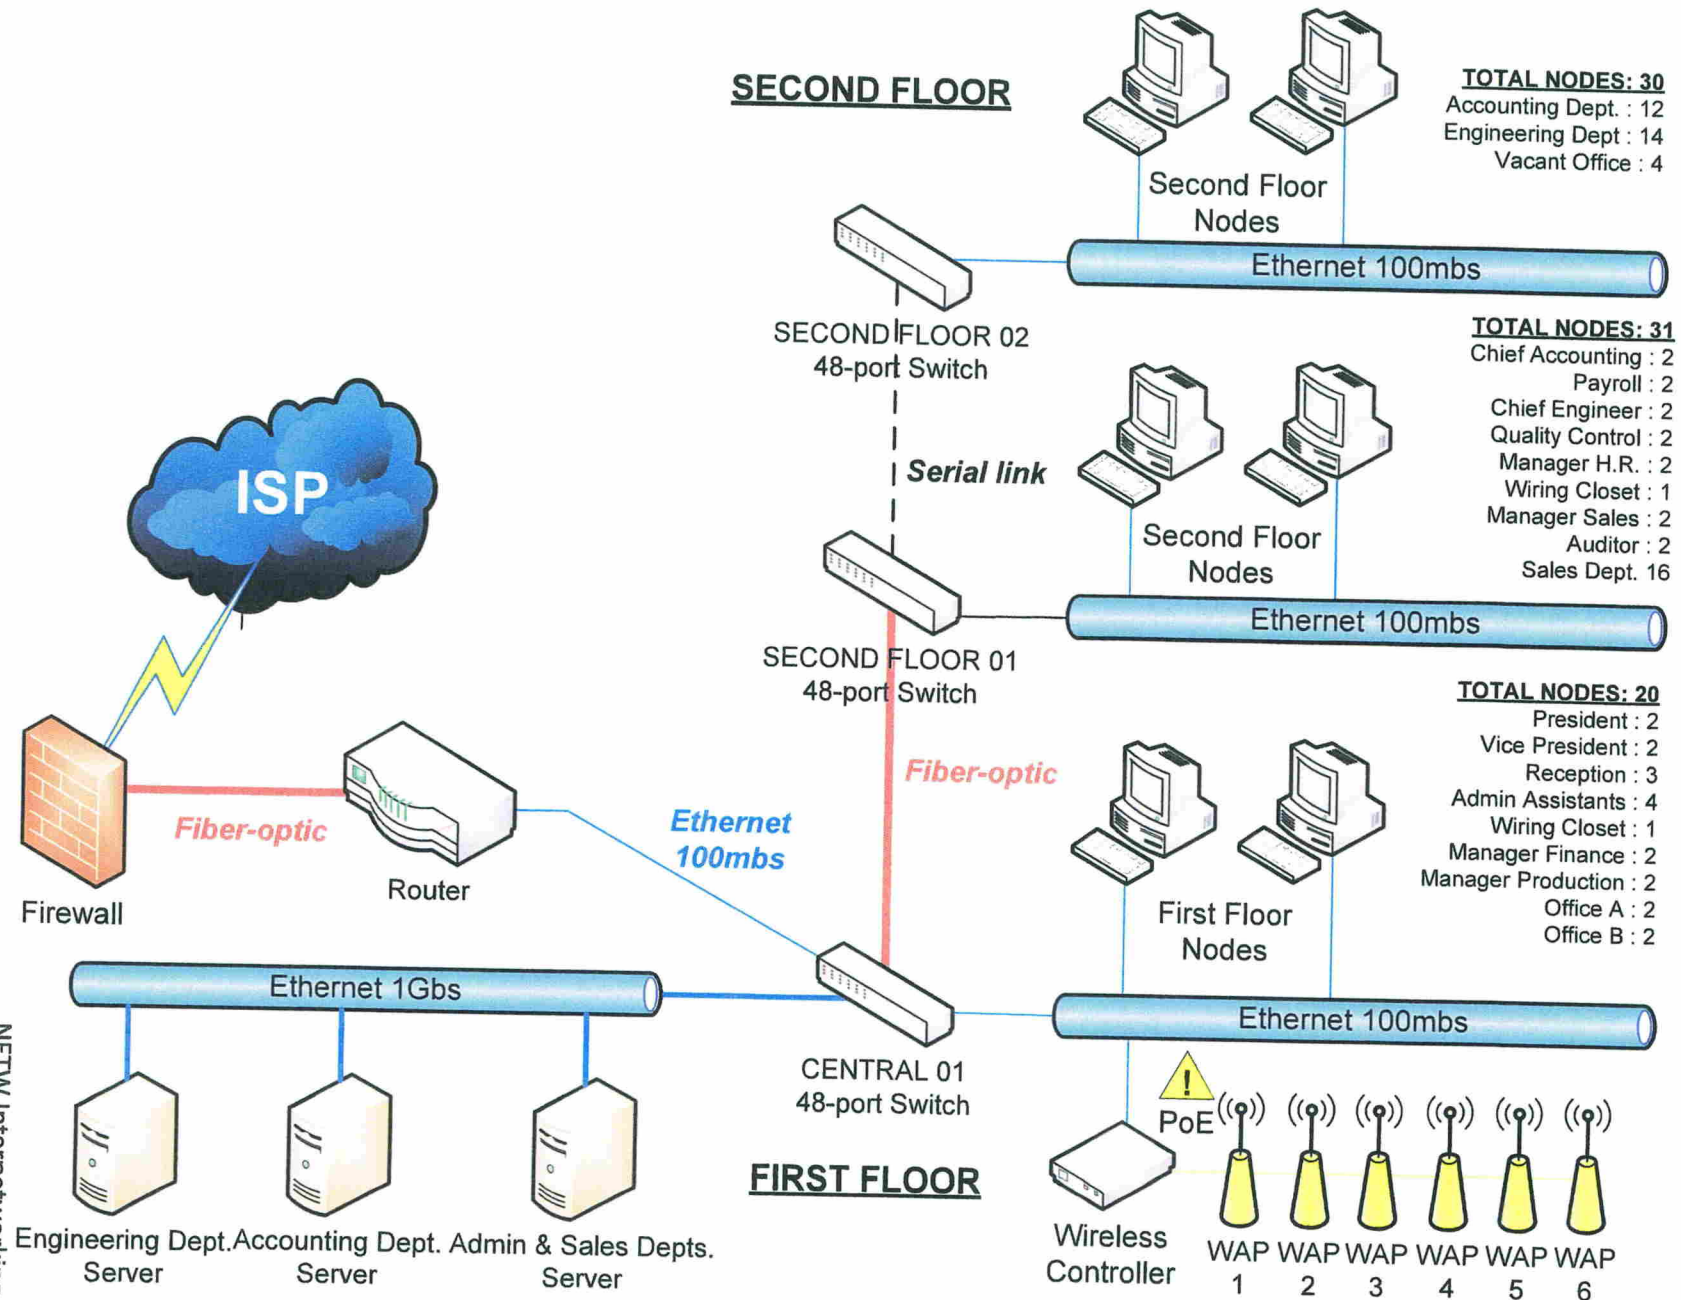 SECOND FLOOR
TOTAL NODES: 30
Accounting Dept. : 12
Engineering Dept : 14
Vacant Office : 4
Second Floor
Nodes
Ethernet 100mbs
SECOND FLOOR 02
48-port Switch
TOTAL NODES: 31
Chief Accounting : 2
Payroll : 2
Chief Engineer : 2
Quality Control : 2
Manager H.R. : 2
Wiring Closet : 1
Manager Sales : 2
Auditor : 2
Sales Dept. 16
Serial link
Second Floor
Nodes
Ethernet 100mbs
SECOND FLOOR 01
48-port Switch
ISP
TOTAL NODES: 20
President : 2
Vice President : 2
Reception : 3
Admin Assistants : 4
Wiring Closet : 1
Manager Finance : 2
Manager Production : 2
Office A : 2
Office B : 2
Fiber-optic
Fiber-optic
Ethernet
100mbs
Router
Firewall
First Floor
Nodes
Ethernet 1Gbs
Ethernet 100mbs
CENTRAL 01
48-port Switch
PoE
FIRST FLOOR
Engineering Dept.
Server
Accounting Dept.
Server
Admin & Sales Depts.
Server
Wireless
Controller
WAP
1
WAP
2
WAP
3
WAP
4
WAP
5
WAP
6